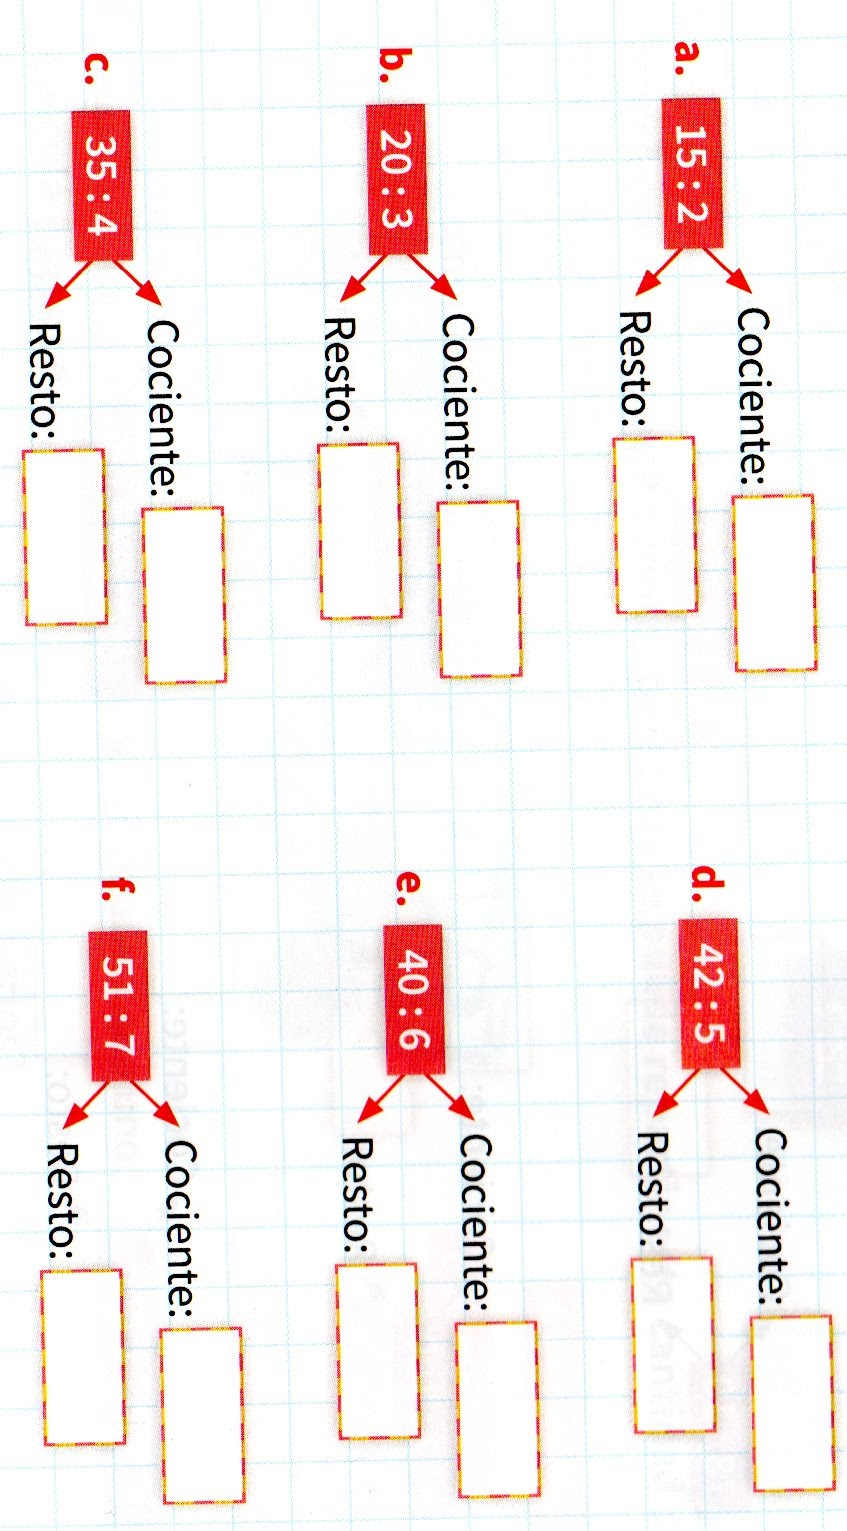 a. 15 : 2
Cociente:
Resto:
b. 20 : 3
Cociente:
Resto:
c. 35 : 4
Cociente:
Resto:
d. 42 : 5
Cociente:
Resto:
e. 40 : 6
Cociente:
Resto:
f. 51 : 7
Cociente:
Resto: